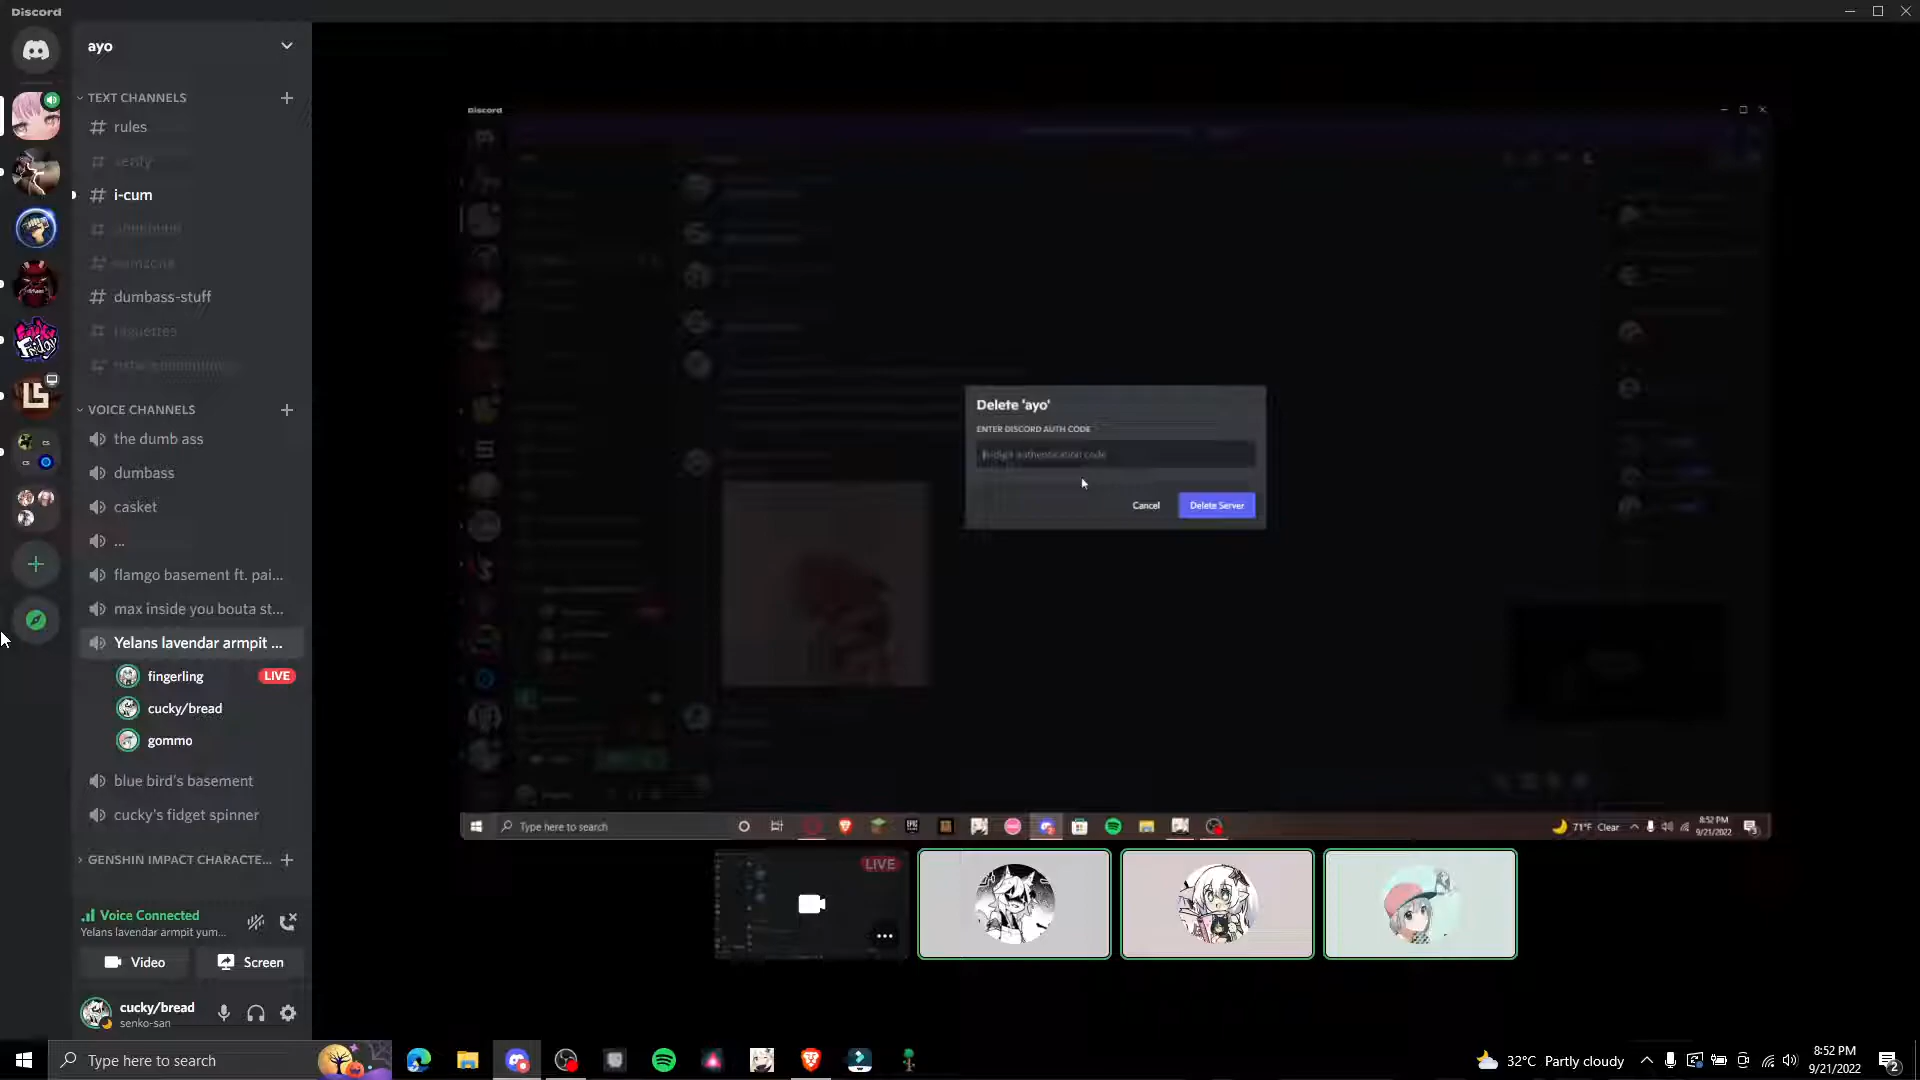 Discord
ayo
TEXT CHANNELS
rules
i-cum
dumbass-stuff
VOICE CHANNELS
the dumb ass
dumbass
casket
...
flamgo basement ft. pai...
max inside you bouta st...
Yelans lavendar armpit ...
fingerling
LIVE
cucky/bread
gommo
blue bird's basement
cucky's fidget spinner
GENSHIN IMPACT CHARACTE...
Voice Connected
Yelans lavendar armpit yum...
Video
Screen
cucky/bread
senko-san
Discord
Delete 'ayo'
ENTER DISCORD AUTH CODE
authentication code
Cancel
Delete Server
Type here to search
EPIC
71°F Clear
8:52 PM
9/21/2022
LIVE
Type here to search
32°C Partly cloudy
8:52 PM
9/21/2022
2